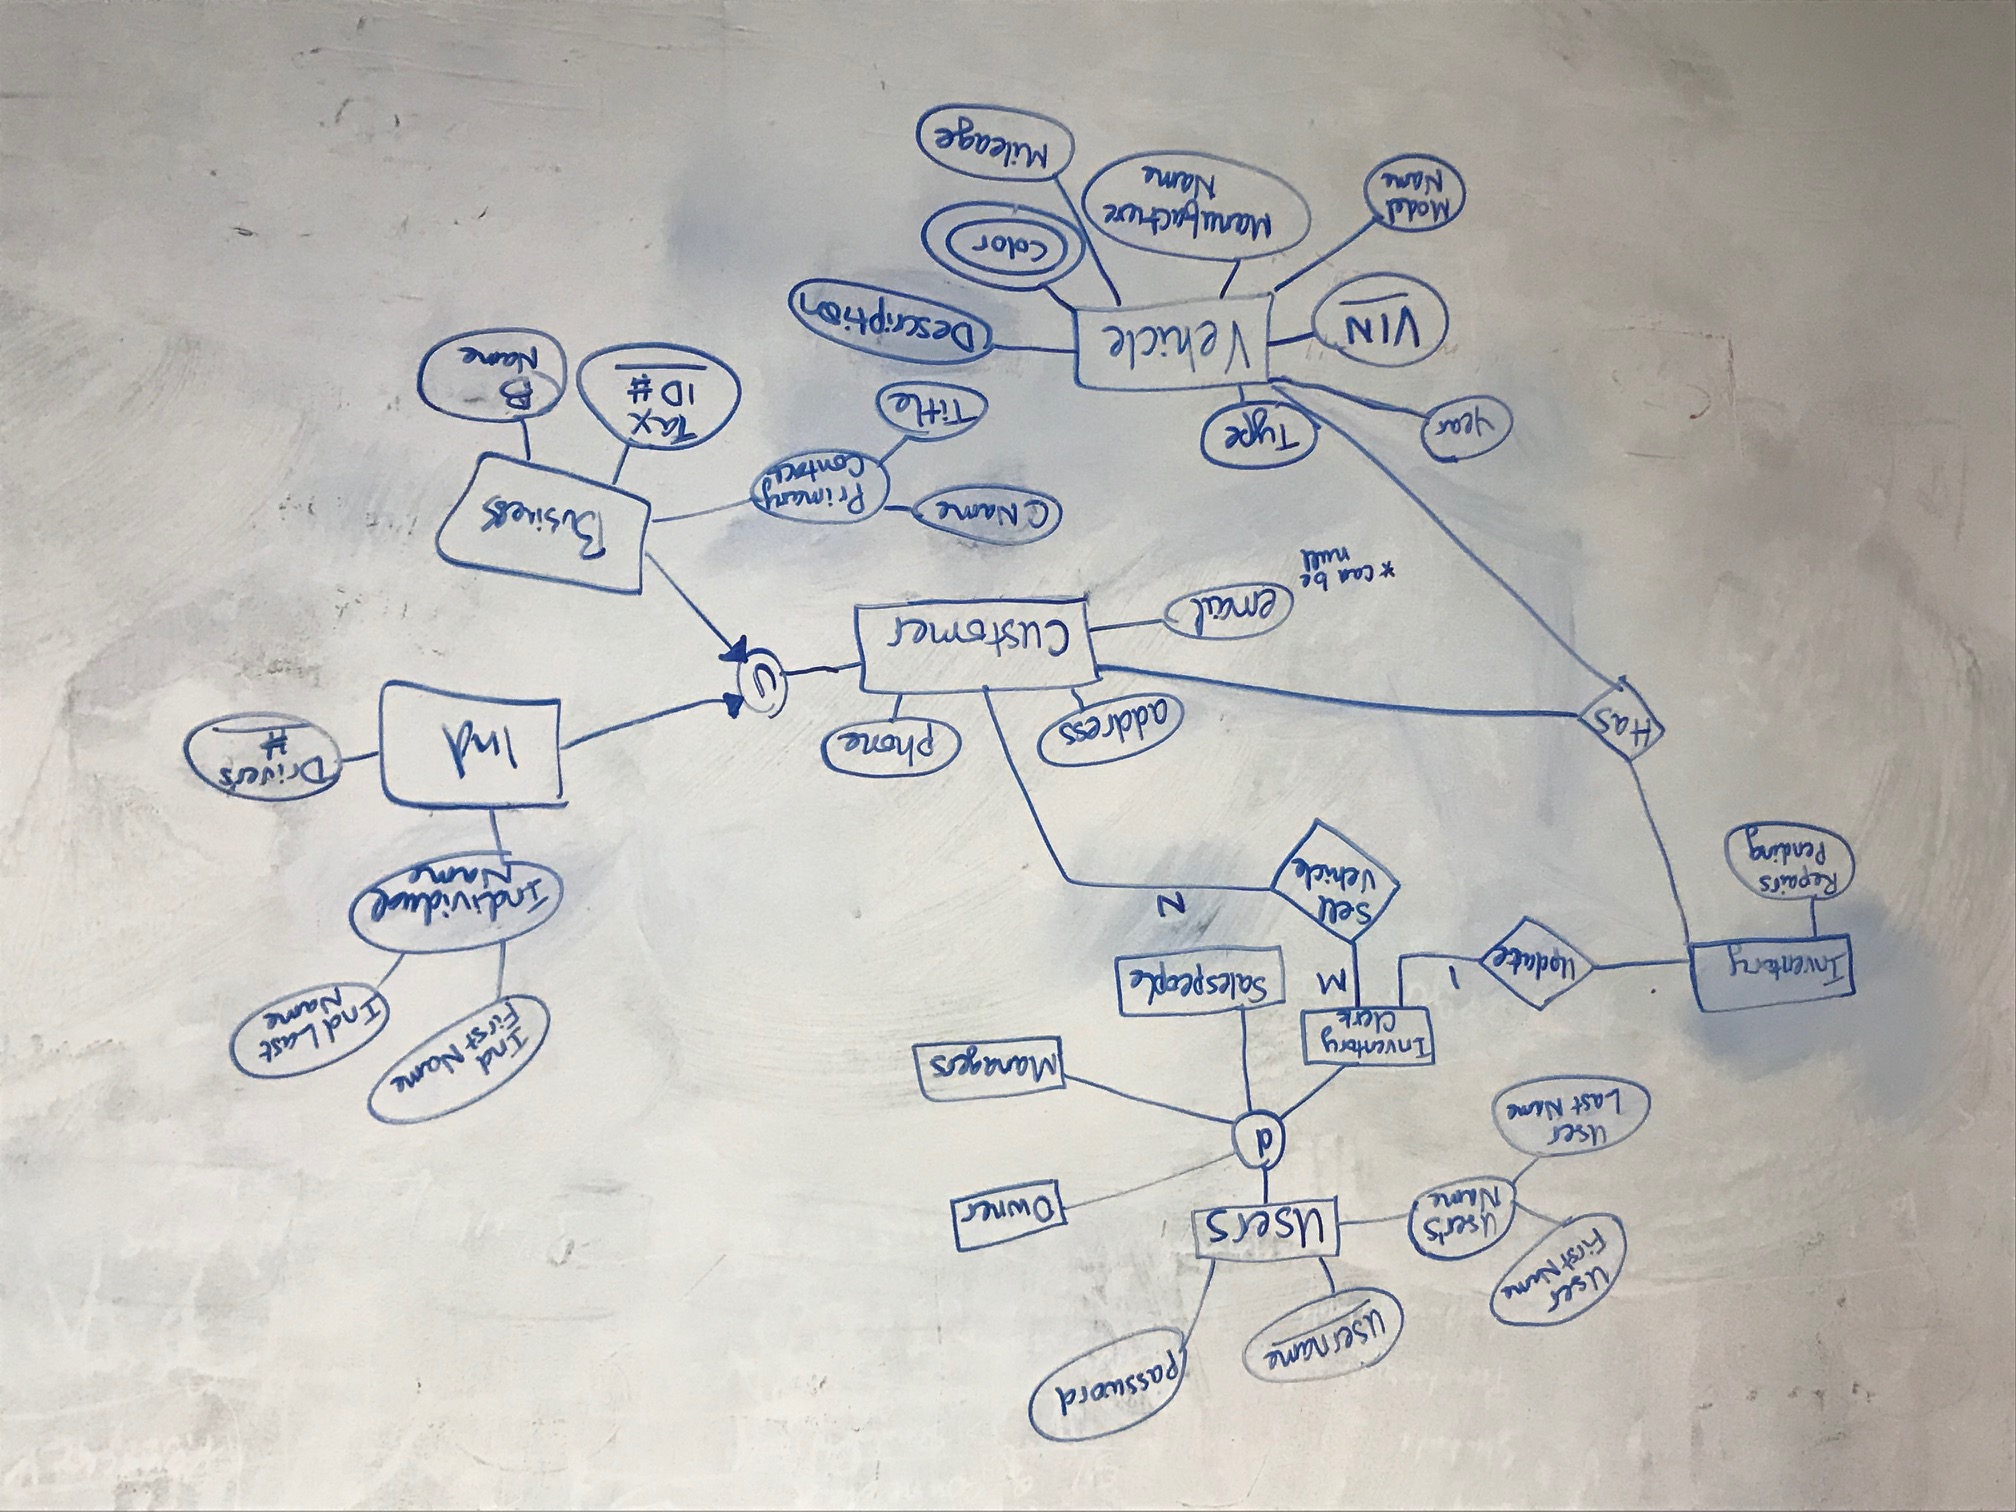 password
username
User
First Name
User's
Name
Users
Owner
d
User
Last Name
Managers
Inventory
Clerk
Inventory
Update
1
M
Salespeople
Repairs
Pending
Sell
Vehicle
N
Ind
First Name
Ind Last
Name
Individual
Name
Ind
Drivers
#
Has
address
phone
U
Customer
email
* can be
null
Business
C Name
Primary
Contact
Title
Tax
ID #
B
Name
Year
Type
VIN
Vehicle
Description
Color
Model
Name
Manufacture
Name
Mileage